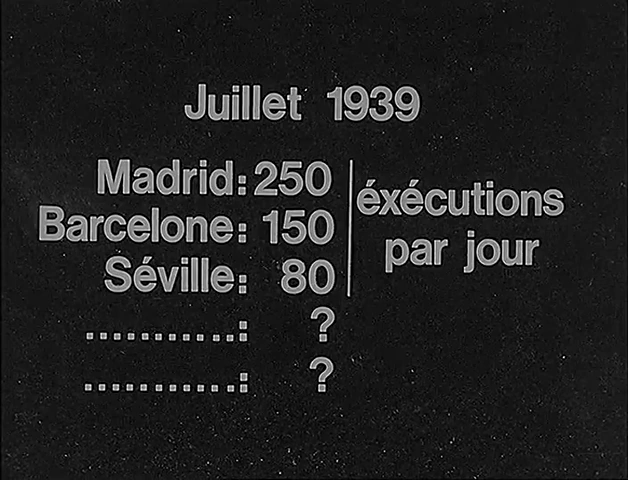 Juillet 1939
Madrid: 250
Barcelone: 150
Séville: 80
éxécutions
par jour
...........: ?
...........: ?